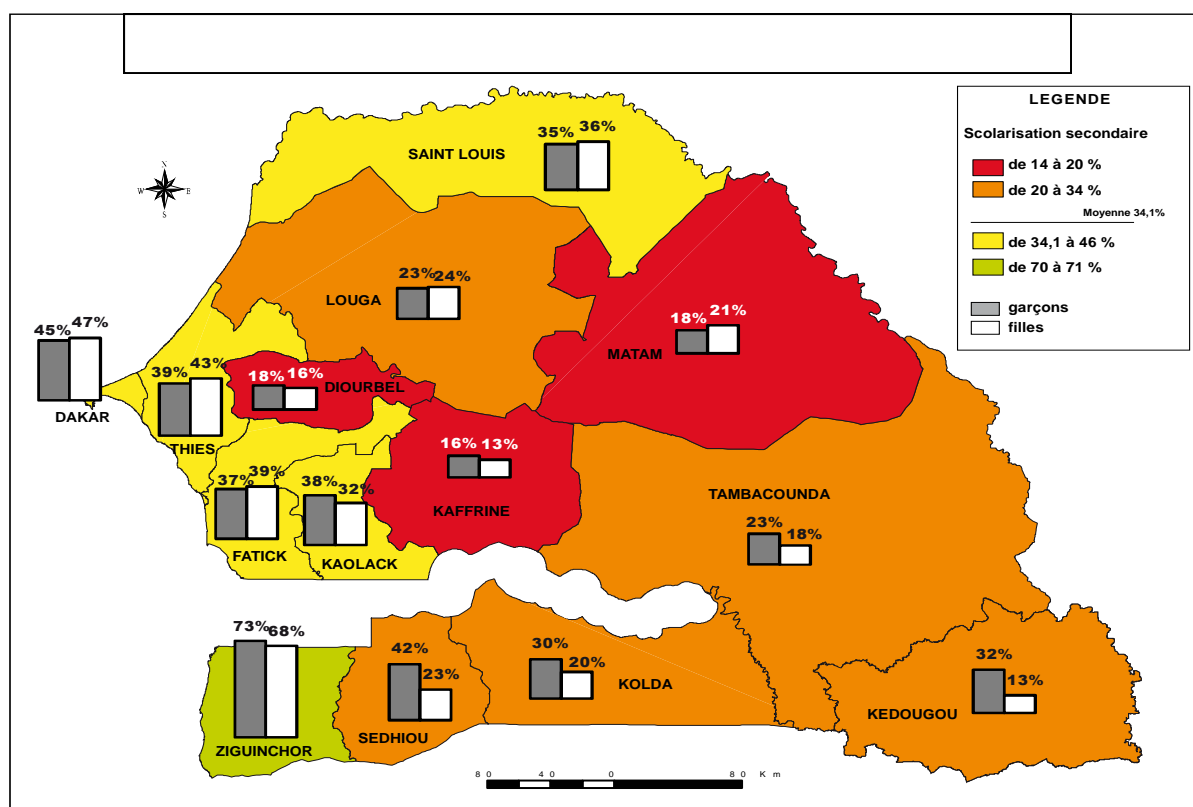 LEGENDE
Scolarisation secondaire
de 14 à 20 %
de 20 à 34 %
Moyenne 34,1%
de 34,1 à 46 %
de 70 à 71 %
garçons
filles
N
W
E
S
35% 36%
SAINT LOUIS
23% 24%
LOUGA
18% 21%
MATAM
45% 47%
DAKAR
39% 43%
THIES
18% 16%
DIOURBEL
16% 13%
KAFFRINE
37% 39%
FATICK
38% 32%
KAOLACK
TAMBACOUNDA
23% 18%
73% 68%
ZIGUINCHOR
42% 23%
SEDHIOU
30% 20%
KOLDA
32% 13%
KEDOUGOU
80 40 0 80 Km